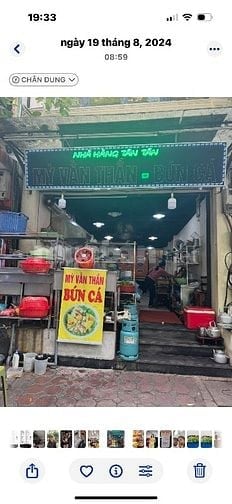 19:33
ngày 19 tháng 8, 2024
08:59
CHÂN DUNG
NHÀ HÀNG TÂN TÂN
MỲ VẰN THẮN - BÚN CÁ
MỲ VẰN THẮN
BÚN CÁ